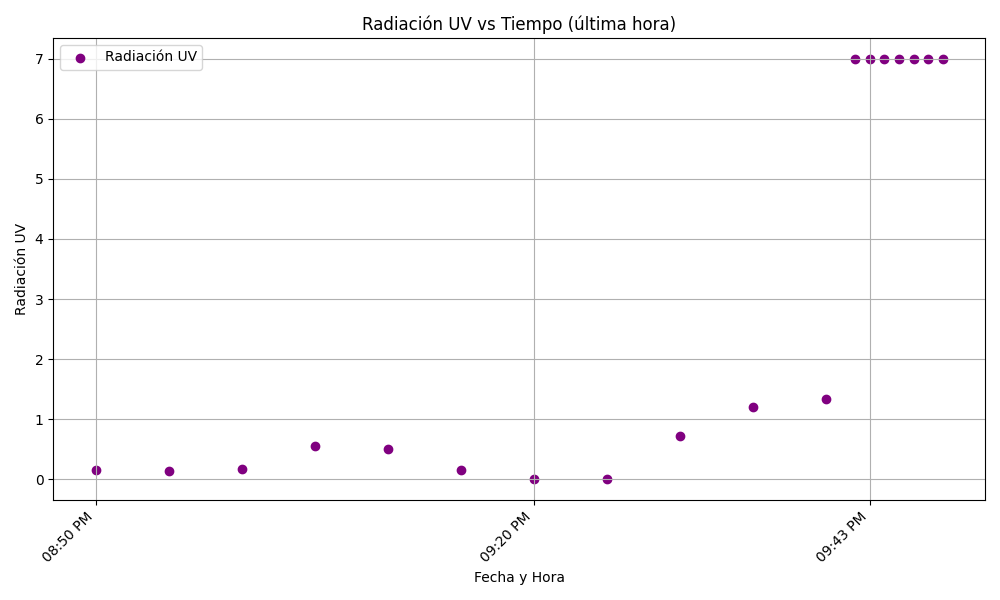 Radiación UV vs Tiempo (última hora)
Radiación UV
7
6
5
4
3
2
1
0
Radiación UV
08:50 PM
09:20 PM
09:43 PM
Fecha y Hora